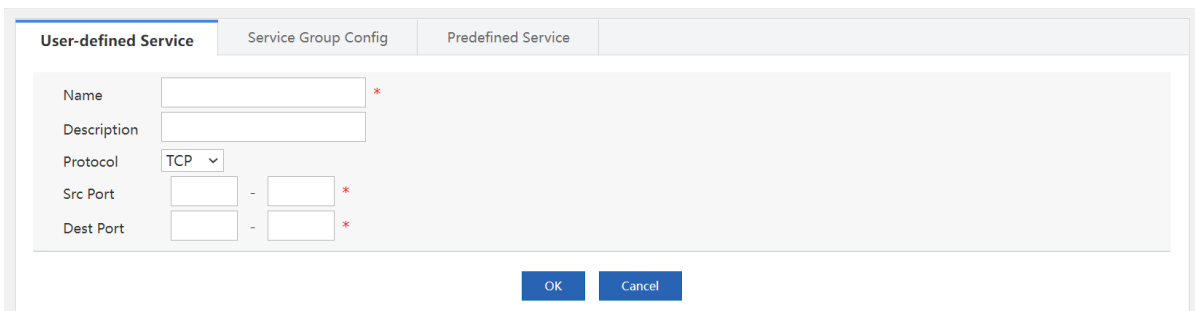 User-defined Service Service Group Config Predefined Service
Name *
Description
Protocol TCP
Src Port - *
Dest Port - *
OK Cancel